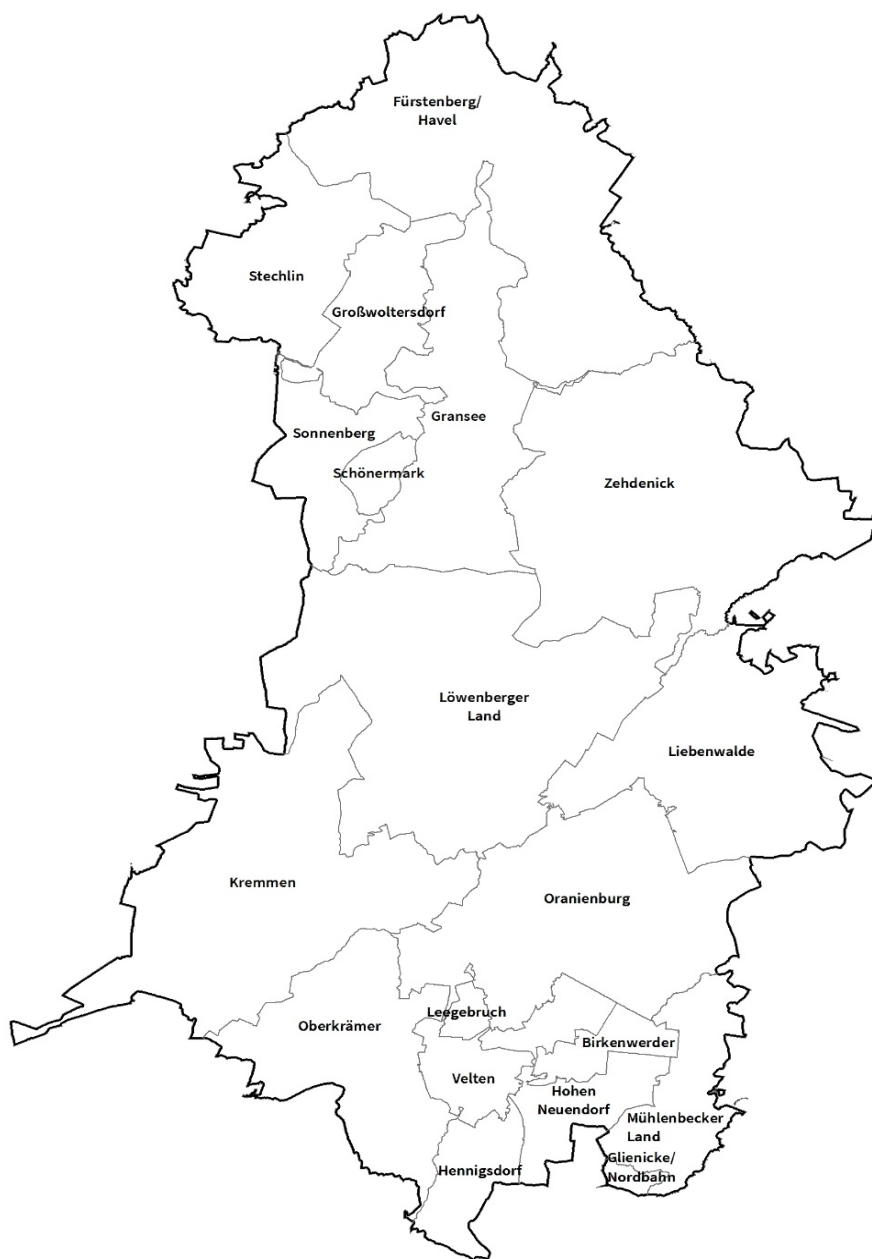 Fürstenberg/
Havel
Stechlin
Großwoltersdorf
Gransee
Sonnenberg
Schönermark
Zehdenick
Löwenberger
Land
Liebenwalde
Kremmen
Oranienburg
Leegebruch
Oberkrämer
Birkenwerder
Velten
Hohen
Neuendorf
Mühlenbecker
Land
Glienicke/
Nordbahn
Hennigsdorf